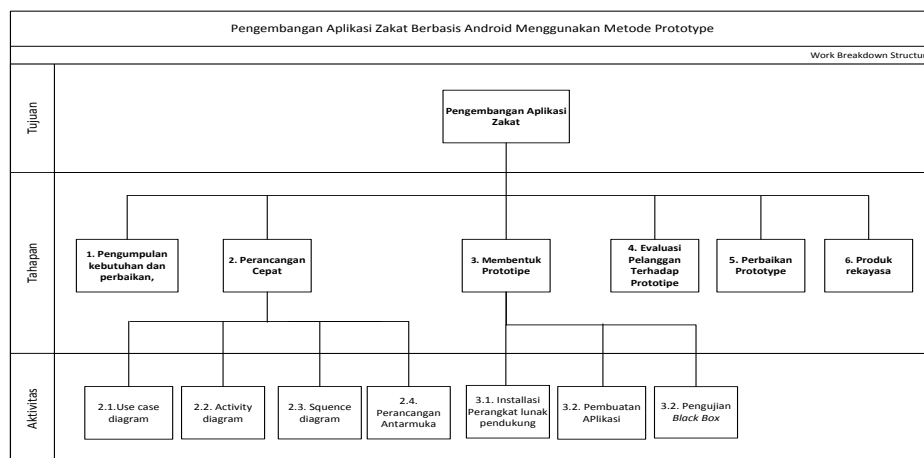 Pengembangan Aplikasi Zakat Berbasis Android Menggunakan Metode Prototype
Work Breakdown Structur
Tujuan
Pengembangan Aplikasi
Zakat
Tahapan
1. Pengumpulan
kebutuhan dan
perbaikan,
2. Perancangan
Cepat
3. Membentuk
Prototipe
4. Evaluasi
Pelanggan
Terhadap
Prototipe
5. Perbaikan
Prototype
6. Produk
rekayasa
Aktivitas
2.1.Use case
diagram
2.2. Activity
diagram
2.3. Squence
diagram
2.4.
Perancangan
Antarmuka
3.1. Installasi
Perangkat lunak
pendukung
3.2. Pembuatan
APlikasi
3.2. Pengujian
Black Box